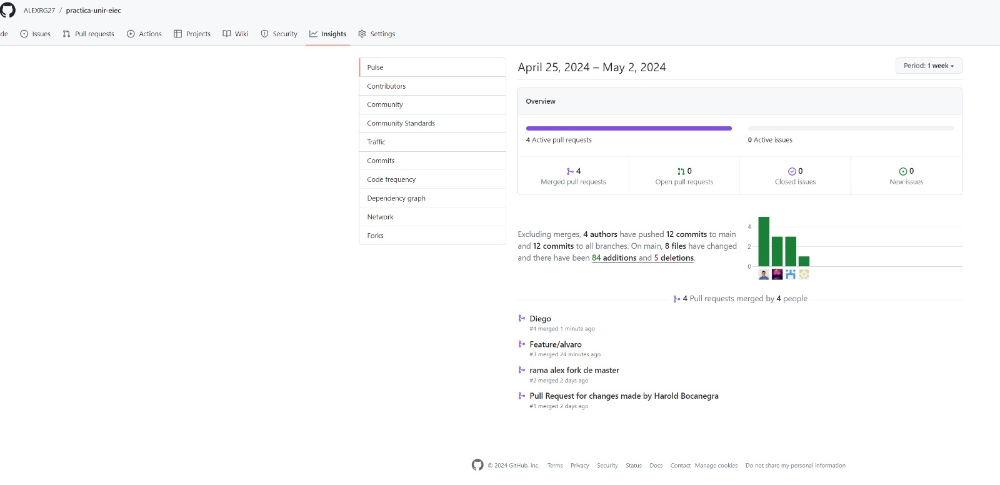 ALEXRG27 / practica-unir-eiec
de Issues Pull requests Actions Projects Wiki Security Insights Settings
Pulse
Contributors
Community
Community Standards
Traffic
Commits
Code frequency
Dependency graph
Network
Forks
April 25, 2024 – May 2, 2024
Period: 1 week
Overview
4 Active pull requests
0 Active issues
4
Merged pull requests
0
Open pull requests
0
Closed issues
0
New issues
Excluding merges, 4 authors have pushed 12 commits to main
and 12 commits to all branches. On main, 8 files have changed
and there have been 84 additions and 5 deletions.
4
2
0
4 Pull requests merged by 4 people
Diego
#4 merged 1 minute ago
Feature/alvaro
#3 merged 24 minutes ago
rama alex fork de master
#2 merged 2 days ago
Pull Request for changes made by Harold Bocanegra
#1 merged 2 days ago
© 2024 GitHub, Inc. Terms Privacy Security Status Docs Contact Manage cookies Do not share my personal information